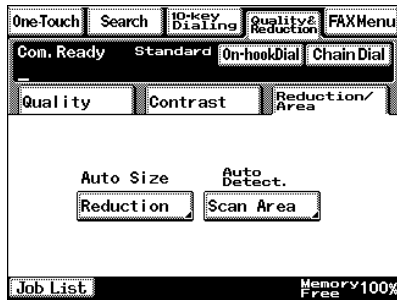 One-Touch
Search
10-key
Dialing
Quality&
Reduction
FAX Menu
Com. Ready
Standard
On-hookDial
Chain Dial
Quality
Contrast
Reduction/
Area
Auto Size
Auto
Detect.
Reduction
Scan Area
Job List
Memory
Free
100%